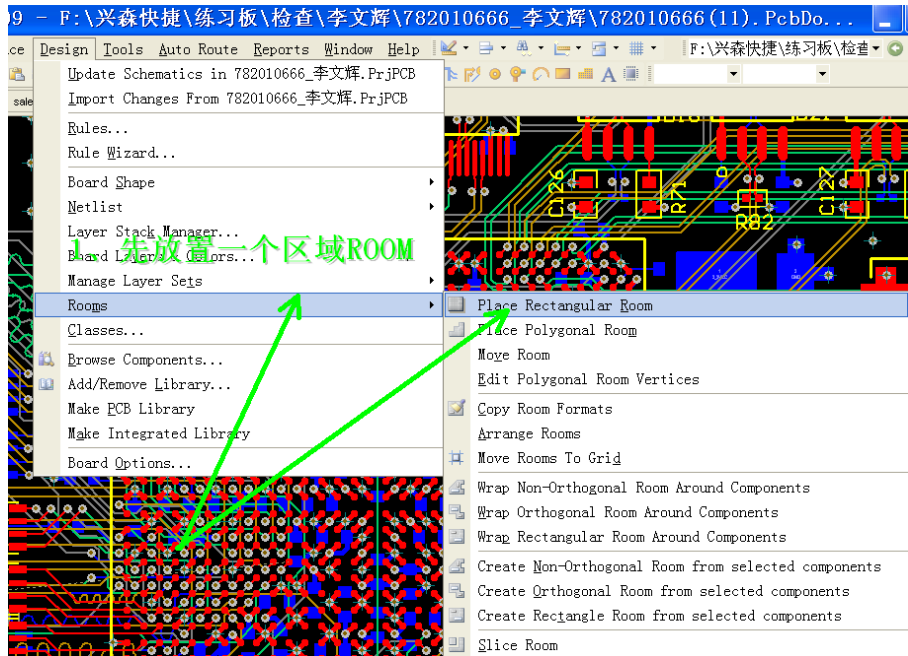 09 - F:\兴森快捷\练习板\检查\李文辉\782010666_李文辉\782010666(11).PcbDo...
ce Design Tools Auto Route Reports Window Help F:\兴森快捷\练习板\检查
Update Schematics in 782010666_李文辉.PrjPCB
Import Changes From 782010666_李文辉.PrjPCB
sale
Rules...
Rule Wizard...
Board Shape
Netlist
Layer Stack Manager...
1、先放置一个区域ROOM
Board Layers & Colors...
Manage Layer Sets
Rooms
Classes...
Browse Components...
Add/Remove Library...
Make PCB Library
Make Integrated Library
Board Options...
C126
R71
R82
C127
Place Rectangular Room
Place Polygonal Room
Move Room
Edit Polygonal Room Vertices
Copy Room Formats
Arrange Rooms
Move Rooms To Grid
Wrap Non-Orthogonal Room Around Components
Wrap Orthogonal Room Around Components
Wrap Rectangular Room Around Components
Create Non-Orthogonal Room from selected components
Create Orthogonal Room from selected components
Create Rectangle Room from selected components
Slice Room